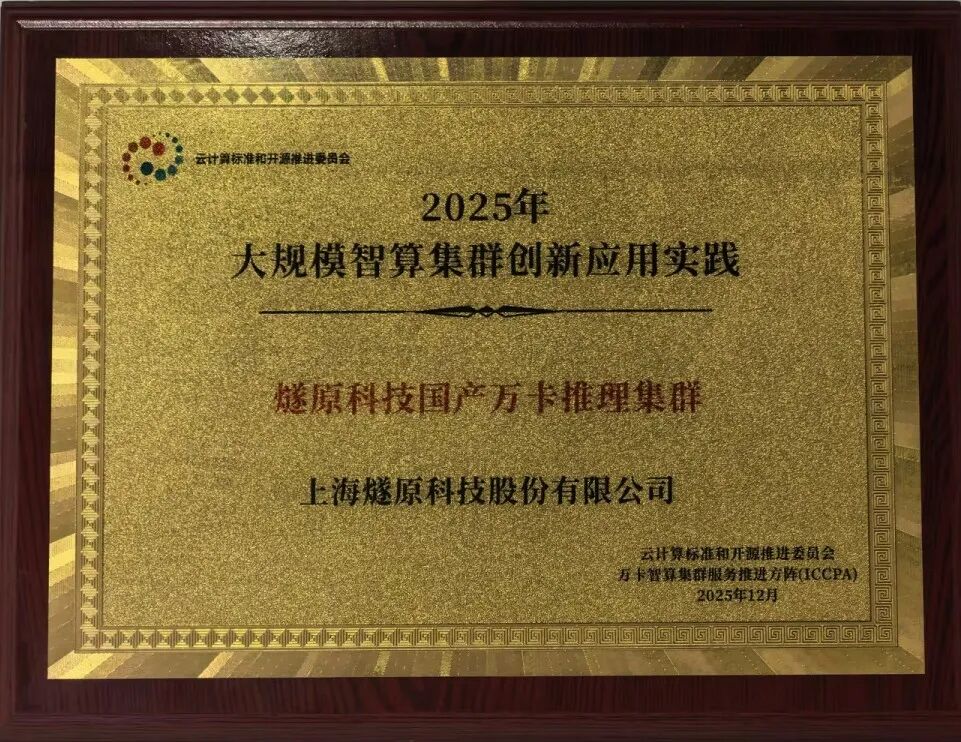 云计算标准和开源推进委员会
2025年
大规模智算集群创新应用实践
燧原科技国产万卡推理集群
上海燧原科技股份有限公司
云计算标准和开源推进委员会
万卡智算集群服务推进方阵(ICCPA)
2025年12月